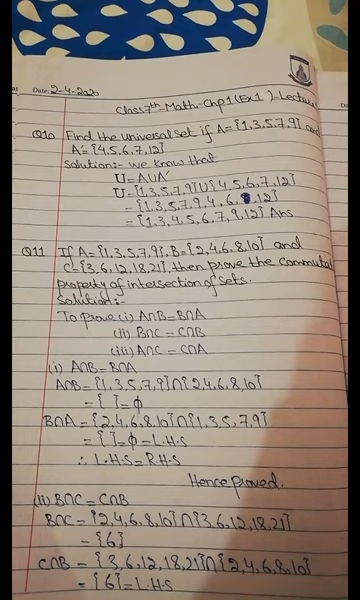 Date: 2-4-2020
Class 7th - Math - Chp 1 (Ex 1) - Lecture
Q10 Find the universal set if A={1,3,5,7,9} and
A'={4,5,6,7,12}
Solution:- we know that
U=A∪A'
U={1,3,5,7,9}∪{4,5,6,7,12}
={1,3,5,7,9,4,6,12}
={1,3,4,5,6,7,9,12} Ans
Q11 If A={1,3,5,7,9}, B={2,4,6,8,10} and
C={3,6,12,18,21}, then prove the commutat
property of intersection of sets.
Solution:-
To prove (i) A∩B=B∩A
(ii) B∩C=C∩B
(iii) A∩C=C∩A
(i) A∩B=B∩A
A∩B={1,3,5,7,9}∩{2,4,6,8,10}
={ }=ϕ
B∩A={2,4,6,8,10}∩{1,3,5,7,9}
={ }=ϕ=L.H.S
∴ L.H.S=R.H.S
Hence proved.
(ii) B∩C=C∩B
B∩C={2,4,6,8,10}∩{3,6,12,18,21}
={6}
C∩B={3,6,12,18,21}∩{2,4,6,8,10}
={6}=L.H.S